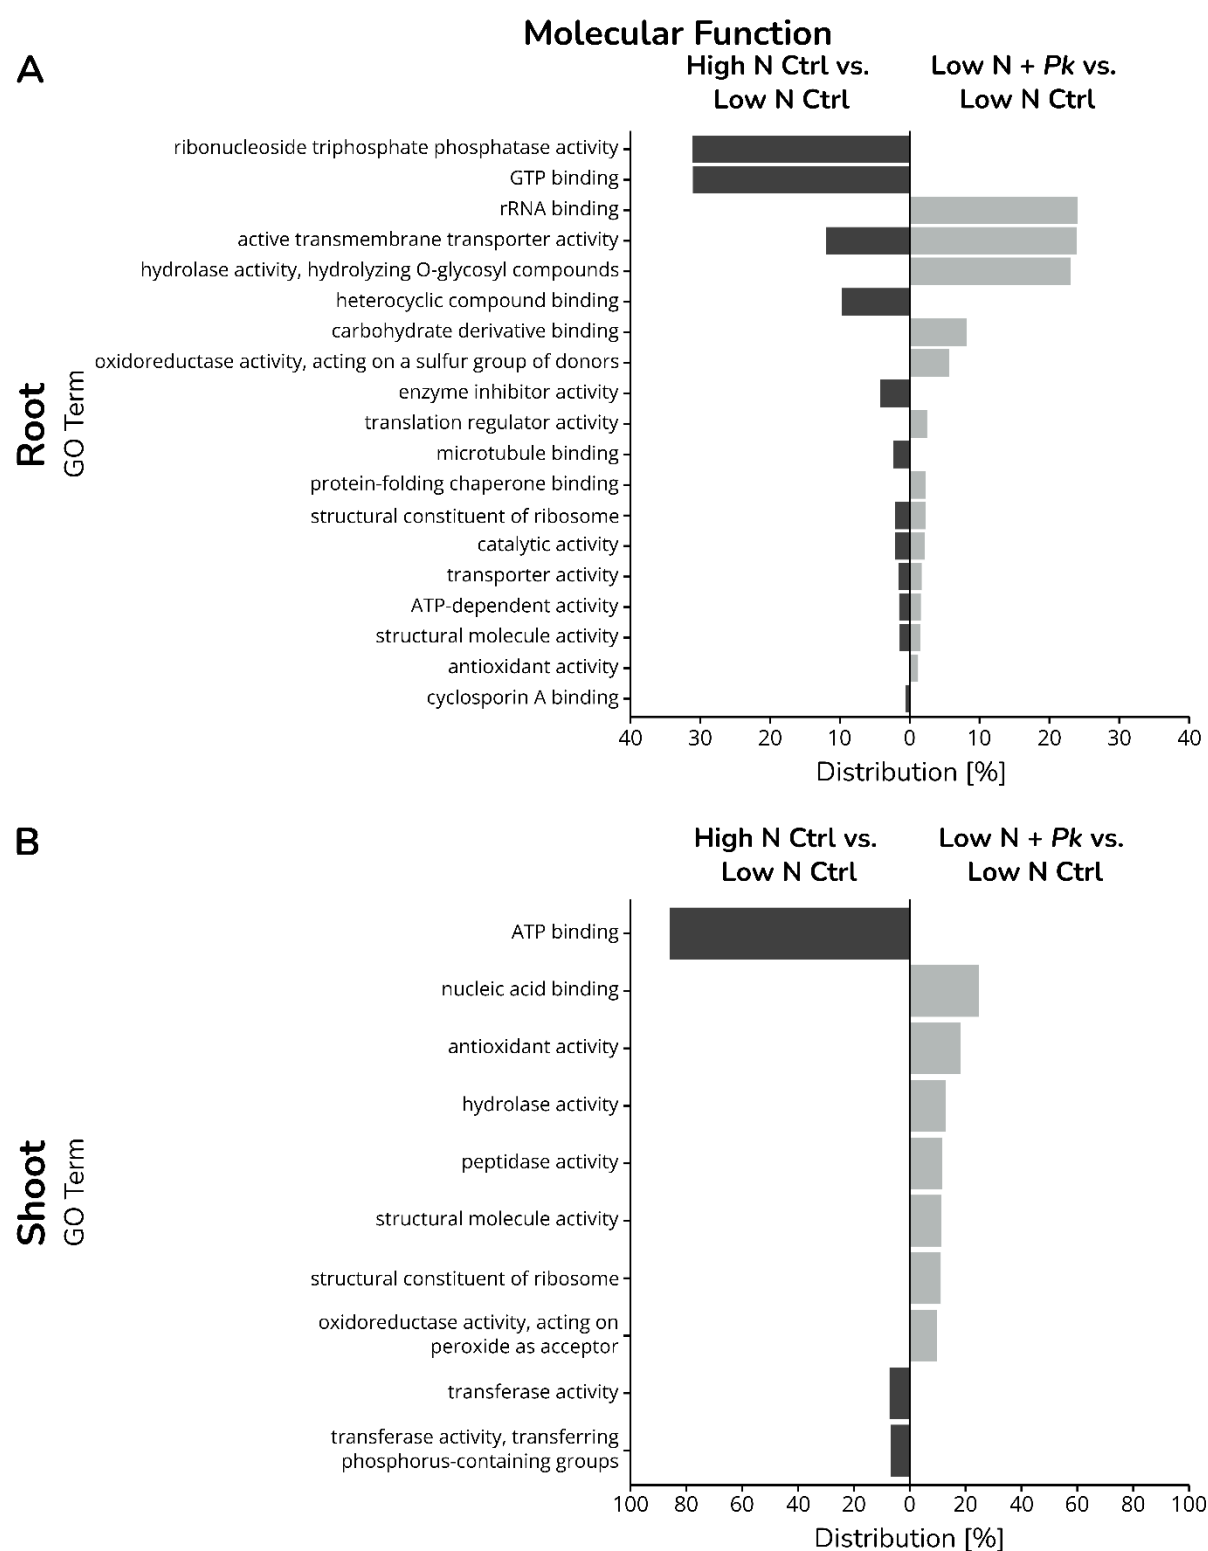 Molecular Function
A
High N Ctrl vs.
Low N Ctrl
Low N + Pk vs.
Low N Ctrl
Root
GO Term
ribonucleoside triphosphate phosphatase activity
GTP binding
rRNA binding
active transmembrane transporter activity
hydrolase activity, hydrolyzing O-glycosyl compounds
heterocyclic compound binding
carbohydrate derivative binding
oxidoreductase activity, acting on a sulfur group of donors
enzyme inhibitor activity
translation regulator activity
microtubule binding
protein-folding chaperone binding
structural constituent of ribosome
catalytic activity
transporter activity
ATP-dependent activity
structural molecule activity
antioxidant activity
cyclosporin A binding
40 30 20 10 0 10 20 30 40
Distribution [%]
B
High N Ctrl vs.
Low N Ctrl
Low N + Pk vs.
Low N Ctrl
Shoot
GO Term
ATP binding
nucleic acid binding
antioxidant activity
hydrolase activity
peptidase activity
structural molecule activity
structural constituent of ribosome
oxidoreductase activity, acting on
peroxide as acceptor
transferase activity
transferase activity, transferring
phosphorus-containing groups
100 80 60 40 20 0 20 40 60 80 100
Distribution [%]